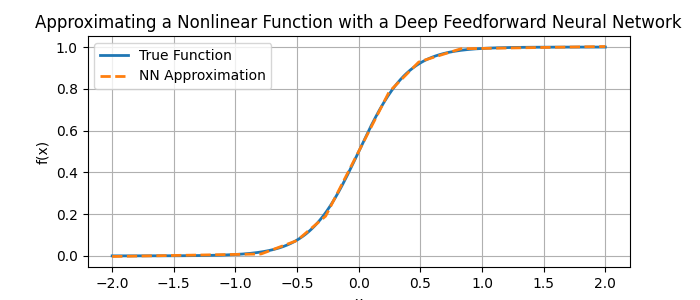 Approximating a Nonlinear Function with a Deep Feedforward Neural Network
True Function
NN Approximation
f(x)
1.0
0.8
0.6
0.4
0.2
0.0
−2.0 −1.5 −1.0 −0.5 0.0 0.5 1.0 1.5 2.0